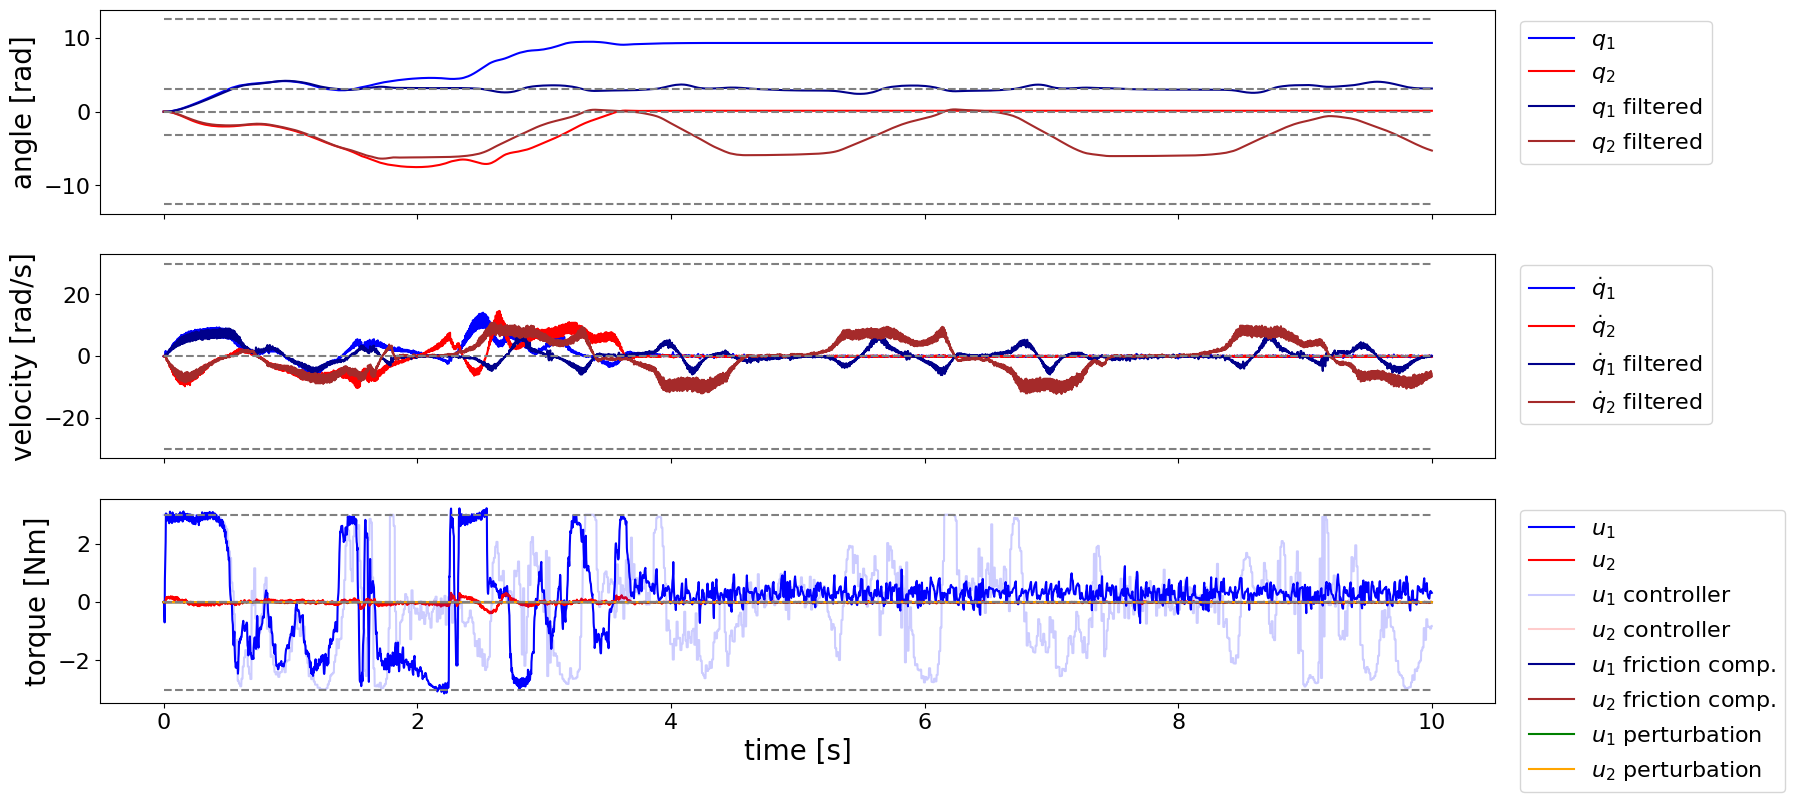 angle [rad]
10
0
−10
q₁
q₂
q₁ filtered
q₂ filtered
velocity [rad/s]
20
0
−20
q̇₁
q̇₂
q̇₁ filtered
q̇₂ filtered
torque [Nm]
2
0
−2
0 2 4 6 8 10
time [s]
u₁
u₂
u₁ controller
u₂ controller
u₁ friction comp.
u₂ friction comp.
u₁ perturbation
u₂ perturbation